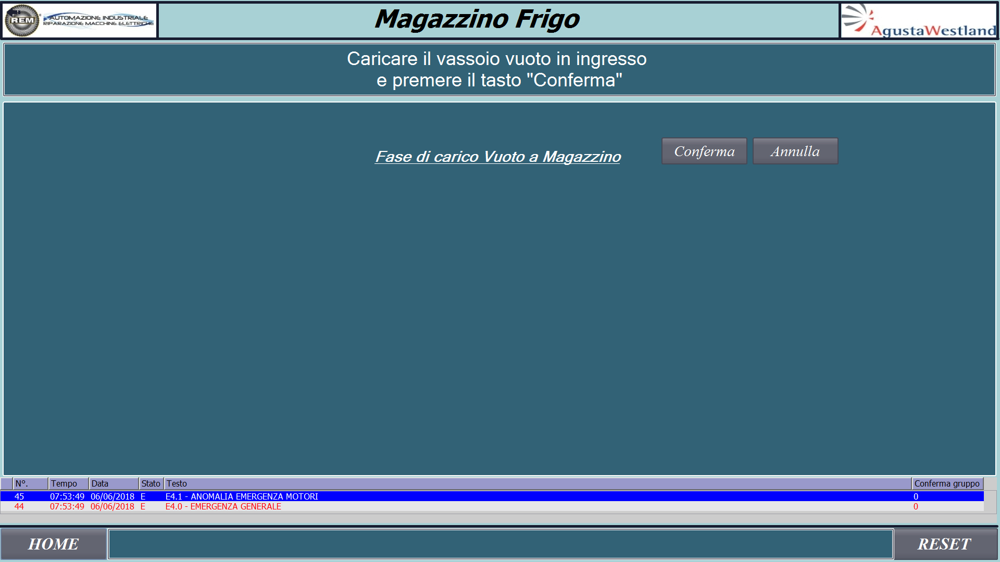 REM
AUTOMAZIONE INDUSTRIALE
RIPARAZIONE MACCHINE ELETTRICHE
Magazzino Frigo
AgustaWestland
Caricare il vassoio vuoto in ingresso
e premere il tasto "Conferma"
Fase di carico Vuoto a Magazzino
Conferma
Annulla
N°. Tempo Data Stato Testo Conferma gruppo
45 07:53:49 06/06/2018 E E4.1 - ANOMALIA EMERGENZA MOTORI 0
44 07:53:49 06/06/2018 E E4.0 - EMERGENZA GENERALE 0
HOME
RESET